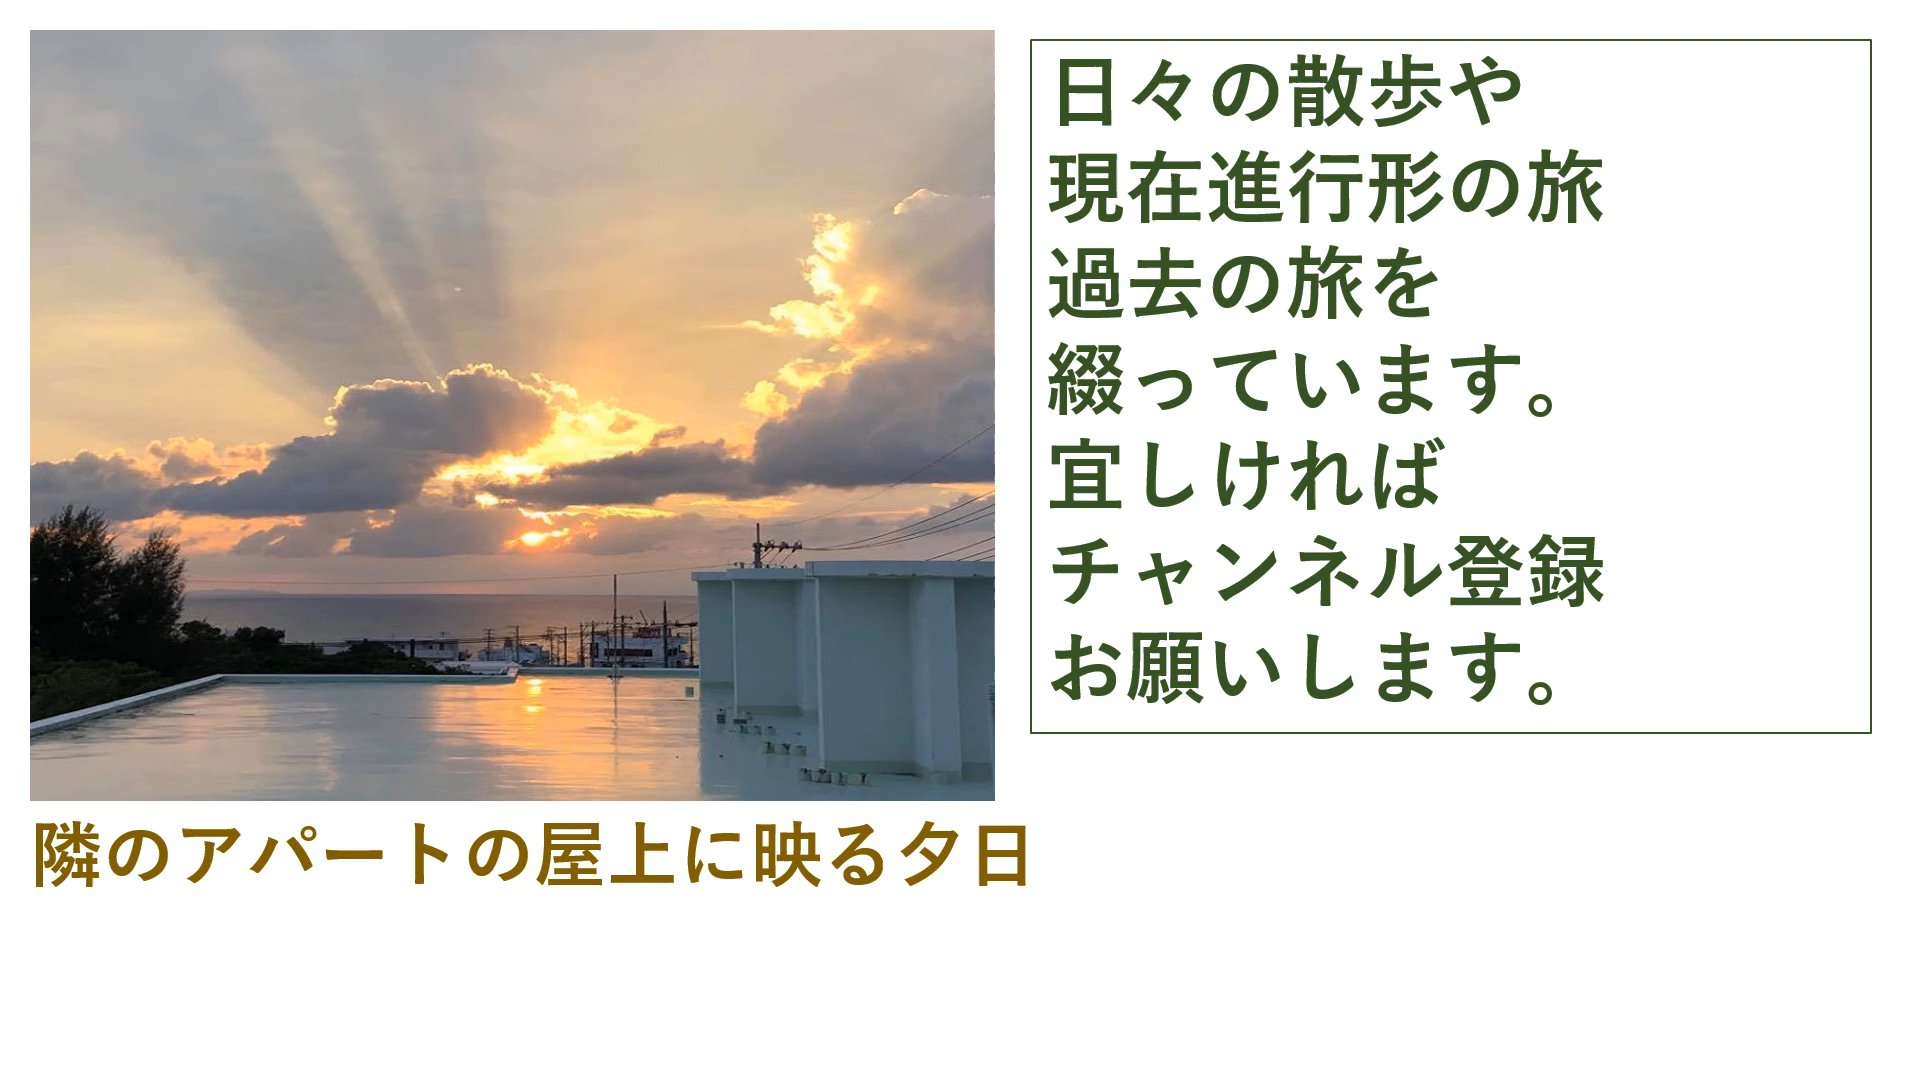 日々の散歩や
現在進行形の旅
過去の旅を
綴っています。
宜しければ
チャンネル登録
お願いします。
隣のアパートの屋上に映る夕日